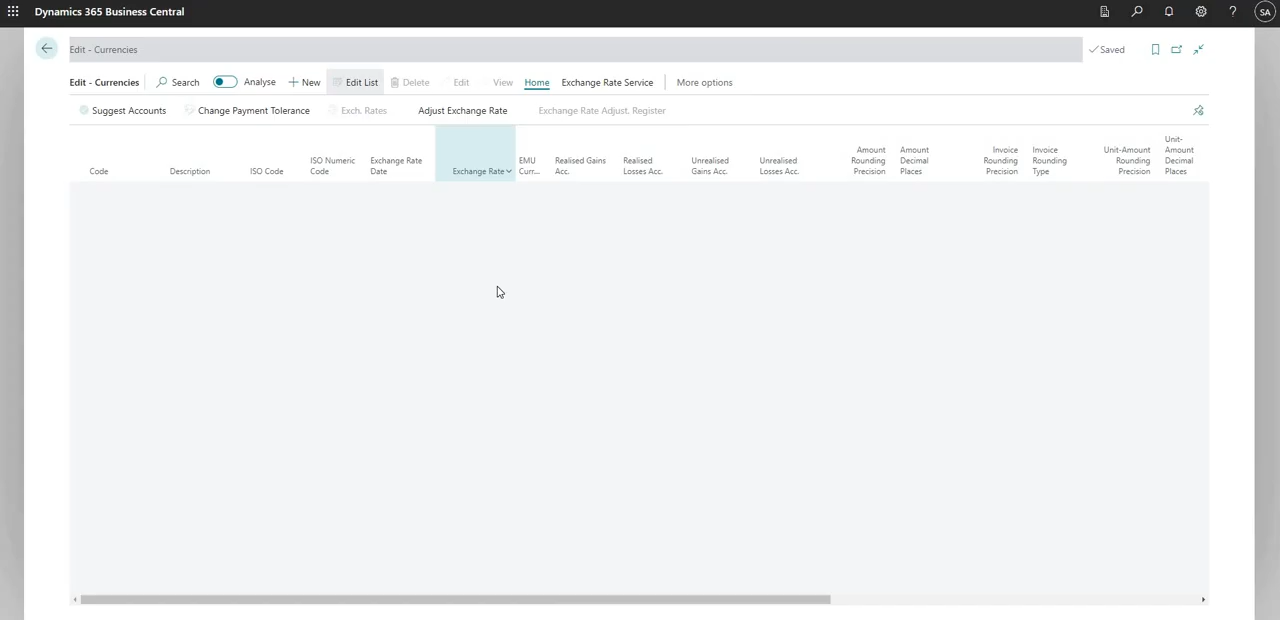 Dynamics 365 Business Central
SA
Edit - Currencies
Saved
Edit - Currencies
Search
Analyse
New
Edit List
Delete
Edit
View
Home
Exchange Rate Service
More options
Suggest Accounts
Change Payment Tolerance
Exch. Rates
Adjust Exchange Rate
Exchange Rate Adjust. Register
Code
Description
ISO Code
ISO Numeric
Code
Exchange Rate
Date
Exchange Rate
EMU
Curr...
Realised Gains
Acc.
Realised
Losses Acc.
Unrealised
Gains Acc.
Unrealised
Losses Acc.
Amount
Rounding
Precision
Amount
Decimal
Places
Invoice
Rounding
Precision
Invoice
Rounding
Type
Unit-Amount
Rounding
Precision
Unit-
Amount
Decimal
Places